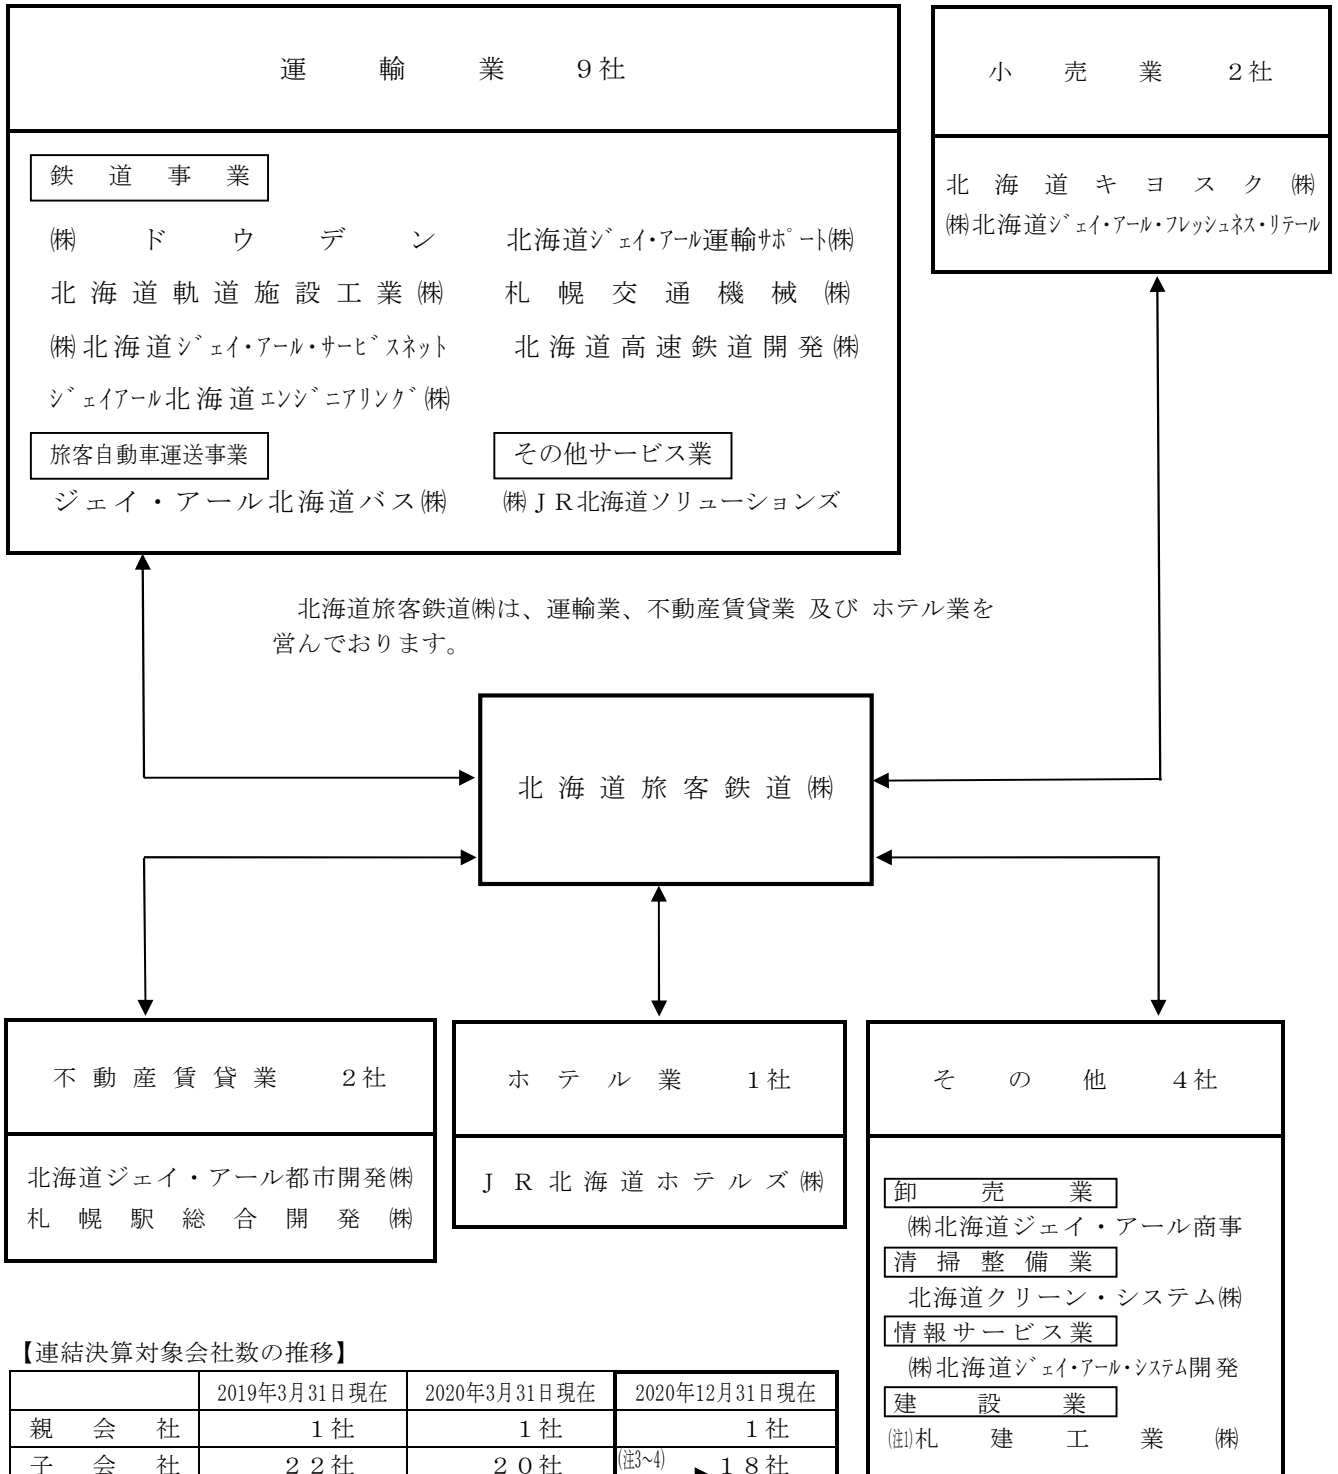 運輸業 9社
鉄道事業
㈱ドウデン 北海道ｼﾞｪｲ・ｱｰﾙ運輸ｻﾎﾟｰﾄ㈱
北海道軌道施設工業㈱ 札幌交通機械㈱
㈱北海道ｼﾞｪｲ・ｱｰﾙ・ｻｰﾋﾞｽﾈｯﾄ 北海道高速鉄道開発㈱
ｼﾞｪｲｱｰﾙ北海道ｴﾝｼﾞﾆｱﾘﾝｸﾞ㈱
旅客自動車運送事業 その他サービス業
ジェイ・アール北海道バス㈱ ㈱ＪＲ北海道ソリューションズ
小売業 2社
北海道キヨスク㈱
㈱北海道ｼﾞｪｲ・ｱｰﾙ・ﾌﾚｯｼｭﾈｽ・ﾘﾃｰﾙ
北海道旅客鉄道㈱は、運輸業、不動産賃貸業 及び ホテル業を
営んでおります。
北海道旅客鉄道㈱
不動産賃貸業 2社
北海道ジェイ・アール都市開発㈱
札幌駅総合開発㈱
ホテル業 1社
ＪＲ北海道ホテルズ㈱
その他 4社
卸売業
㈱北海道ジェイ・アール商事
清掃整備業
北海道クリーン・システム㈱
情報サービス業
㈱北海道ｼﾞｪｲ・ｱｰﾙ・ｼｽﾃﾑ開発
建設業
(注1)札建工業㈱
【連結決算対象会社数の推移】
2019年3月31日現在 2020年3月31日現在 2020年12月31日現在
親会社 1社 1社 1社
子会社 22社 20社 (注3~4) 18社